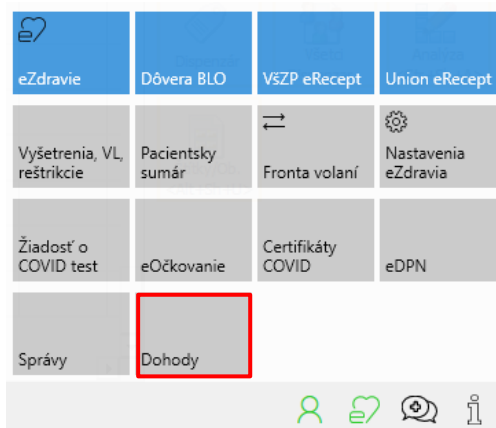 eZdravie
Dôvera BLO
VšZP eRecept
Union eRecept
Vyšetrenia, VL,
reštrikcie
Pacientsky
sumár
Fronta volaní
Nastavenia
eZdravia
Žiadosť o
COVID test
eOčkovanie
Certifikáty
COVID
eDPN
Správy
Dohody